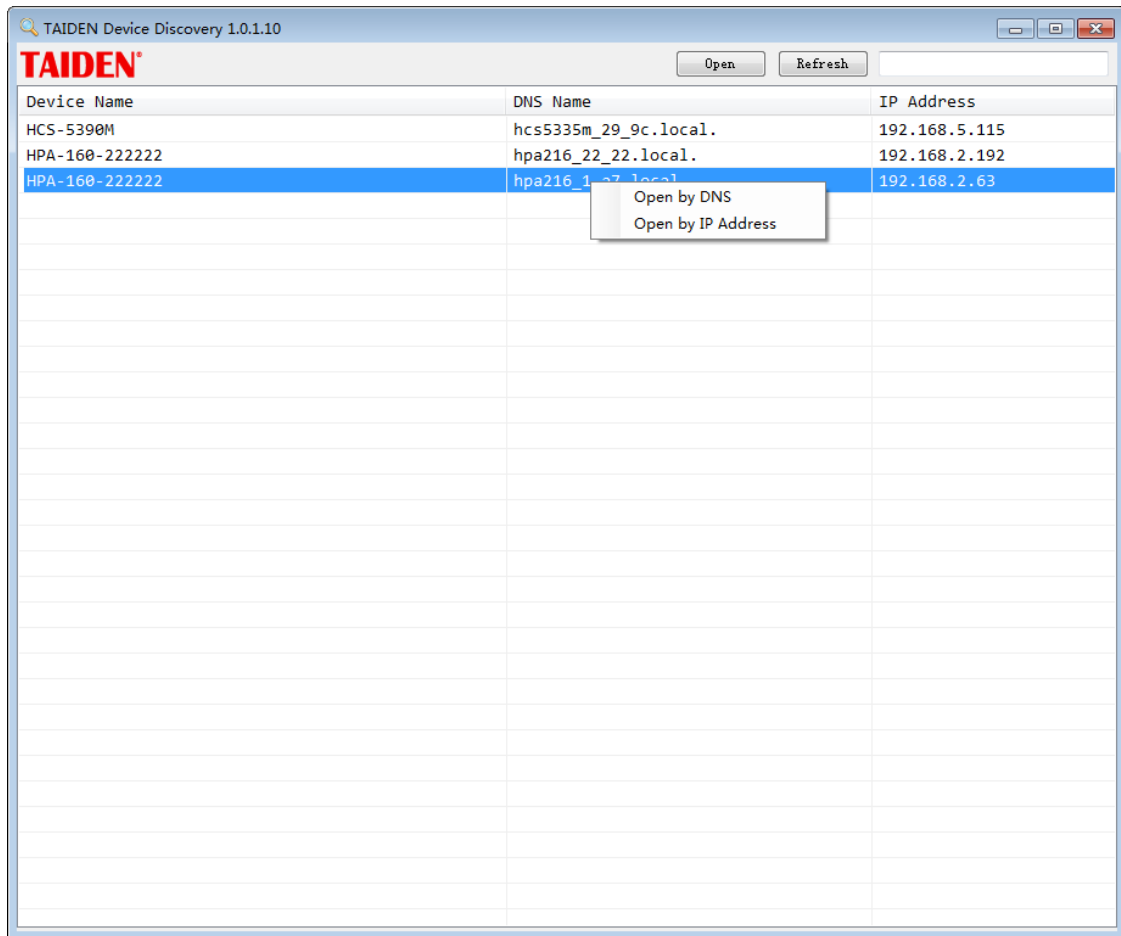 TAIDEN Device Discovery 1.0.1.10
TAIDEN®
Open Refresh
Device Name DNS Name IP Address
HCS-5390M hcs5335m_29_9c.local. 192.168.5.115
HPA-160-222222 hpa216_22_22.local. 192.168.2.192
HPA-160-222222 hpa216_1_a7.local. 192.168.2.63
Open by DNS
Open by IP Address